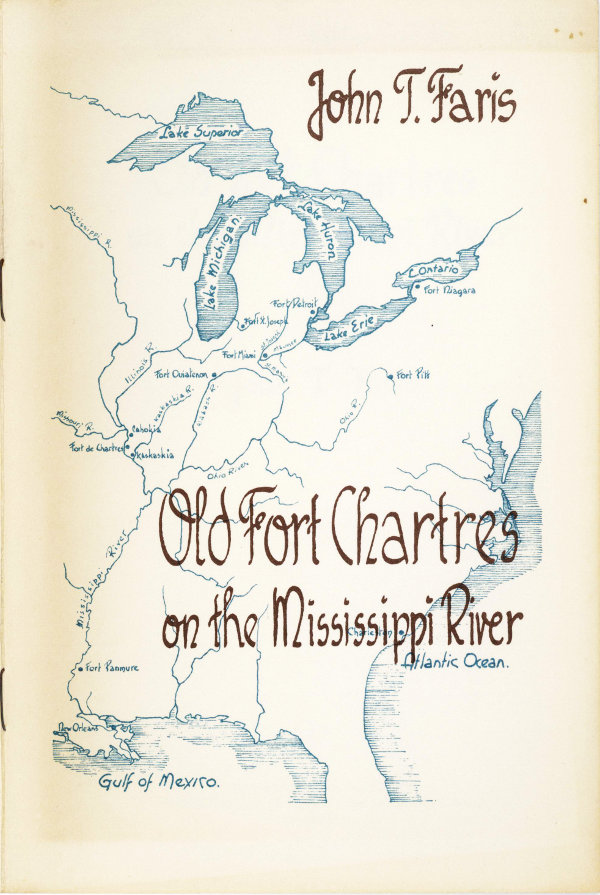 John T. Faris
Lake Superior
Mississippi R.
Lake Michigan.
Lake Huron
L. Ontario
Fort Niagara
Fort Detroit
Fort St. Joseph
Lake Erie
Fort Miami
Maumee
Fort Ouiatenon
Illinois R.
Fort Pitt
Kaskaskia R.
Wabash R.
Ohio R.
Missouri R.
Cahokia
Fort de Chartres
Kaskaskia
Ohio River
Old Fort Chartres
on the Mississippi River
Mississippi River
Charleston
Atlantic Ocean.
Fort Panmure
New Orleans
Gulf of Mexico.